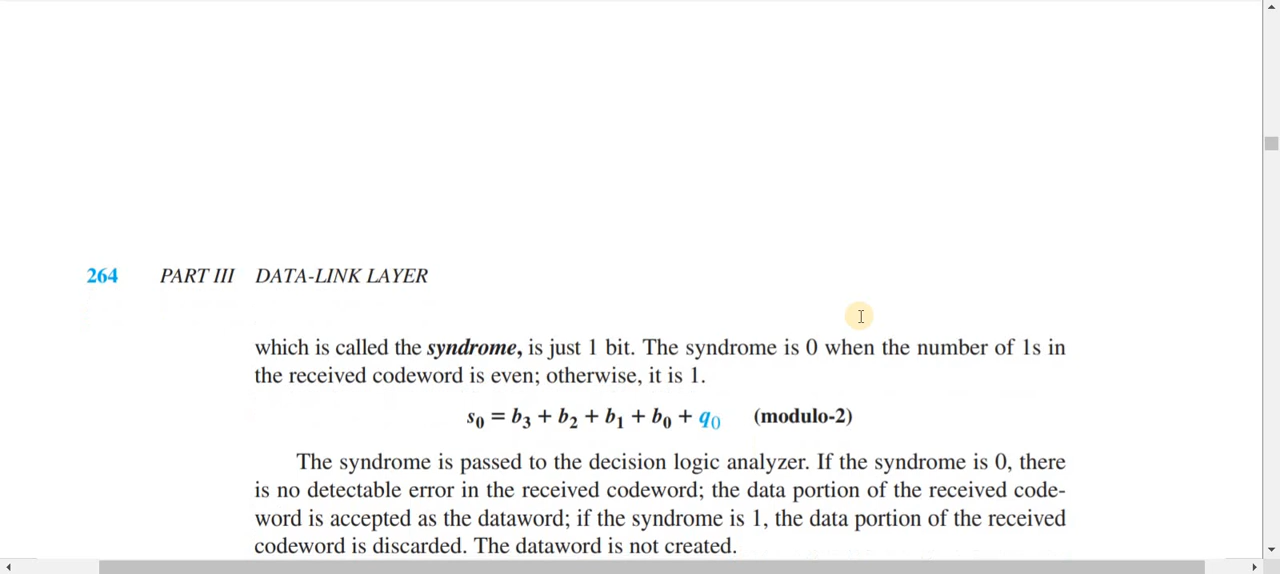 264 PART III DATA-LINK LAYER
which is called the syndrome, is just 1 bit. The syndrome is 0 when the number of 1s in
the received codeword is even; otherwise, it is 1.
s₀ = b₃ + b₂ + b₁ + b₀ + q₀ (modulo-2)
The syndrome is passed to the decision logic analyzer. If the syndrome is 0, there
is no detectable error in the received codeword; the data portion of the received code-
word is accepted as the dataword; if the syndrome is 1, the data portion of the received
codeword is discarded. The dataword is not created.